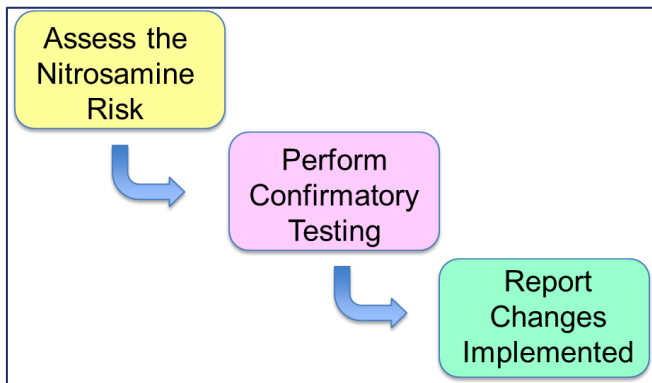 Assess the
Nitrosamine
Risk
Perform
Confirmatory
Testing
Report
Changes
Implemented